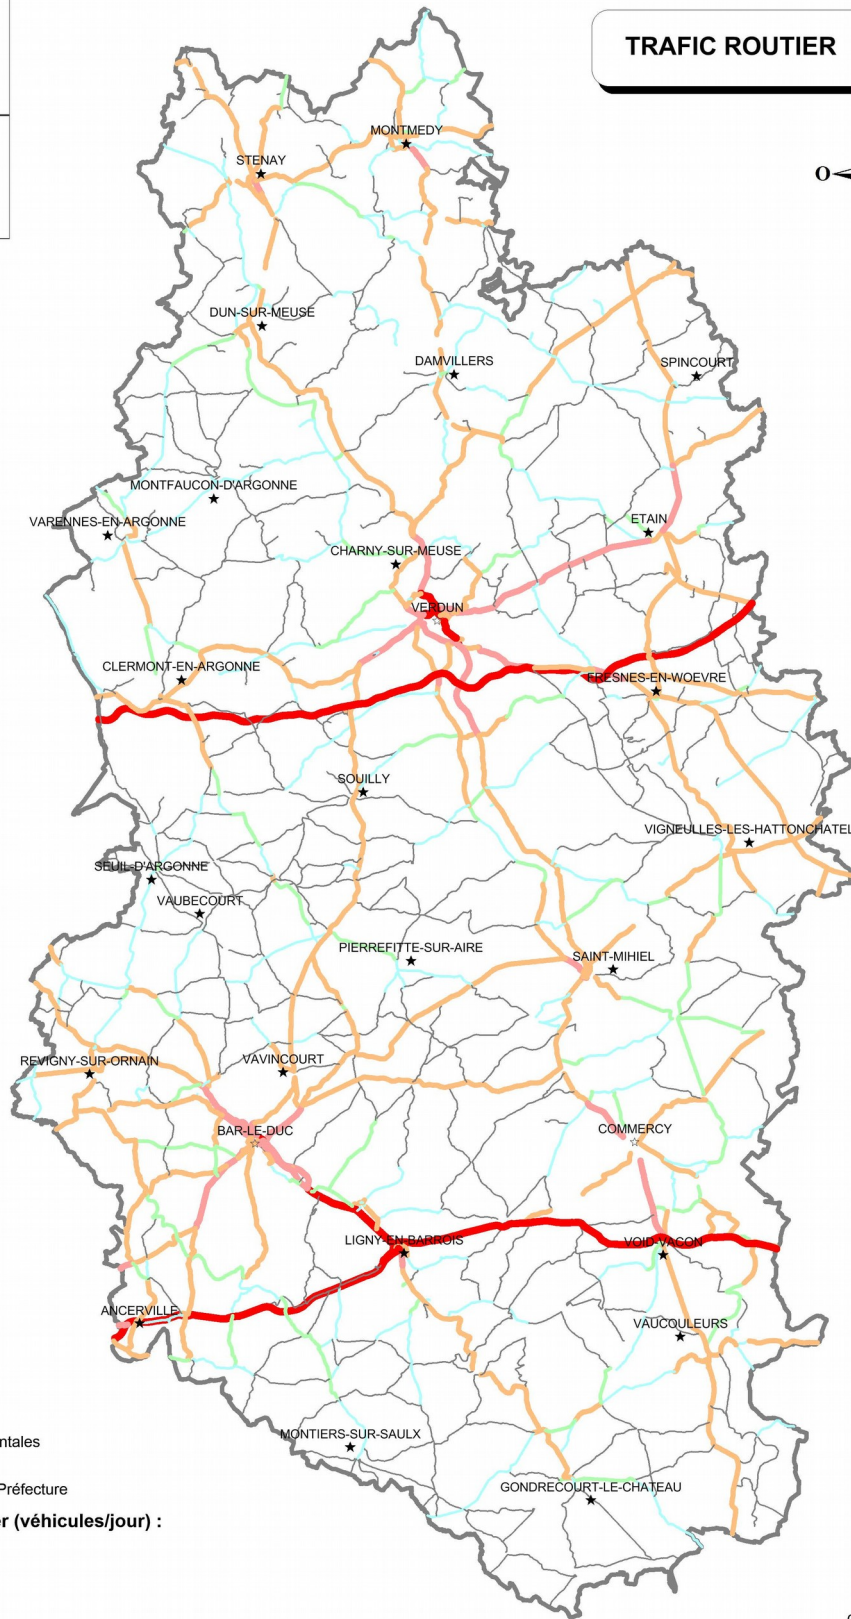 TRAFIC ROUTIER
O
MONTMEDY
STENAY
DUN-SUR-MEUSE
DAMVILLERS
SPINCOURT
MONTFAUCON-D'ARGONNE
VARENNES-EN-ARGONNE
ETAIN
CHARNY-SUR-MEUSE
VERDUN
CLERMONT-EN-ARGONNE
FRESNES-EN-WOEVRE
SOUILLY
VIGNEULLES-LES-HATTONCHATEL
SEUIL-D'ARGONNE
VAUBECOURT
PIERREFITTE-SUR-AIRE
SAINT-MIHIEL
REVIGNY-SUR-ORNAIN
VAVINCOURT
BAR-LE-DUC
COMMERCY
LIGNY-EN-BARROIS
VOID-VACON
ANCERVILLE
VAUCOULEURS
MONTIERS-SUR-SAULX
ntales
GONDRECOURT-LE-CHATEAU
Préfecture
er (véhicules/jour) :